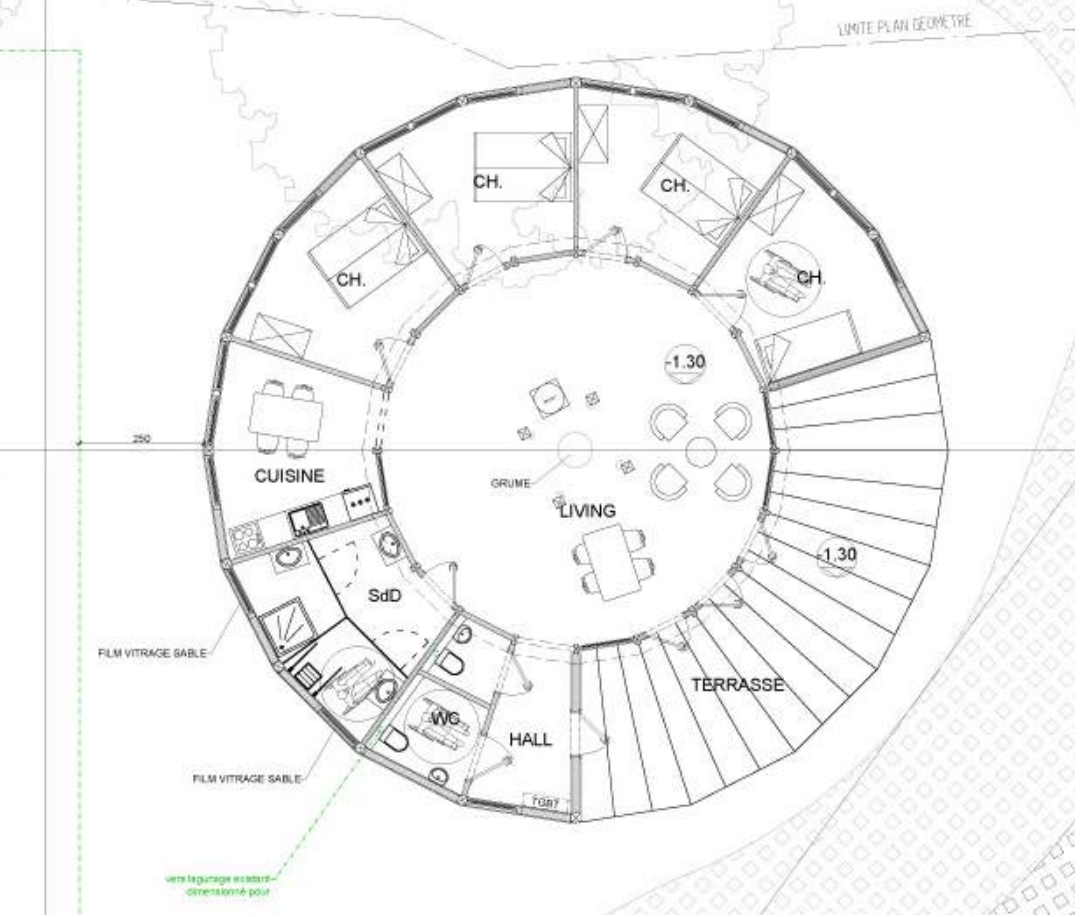 LIMITE PLAN GEOMETRE
CH.
CH.
CH.
CH.
-1.30
250
CUISINE
GRUME
LIVING
-1.30
SdD
FILM VITRAGE SABLE
TERRASSE
WC
HALL
FILM VITRAGE SABLE
TGBT
vers lagunage existant
dimensionné pour